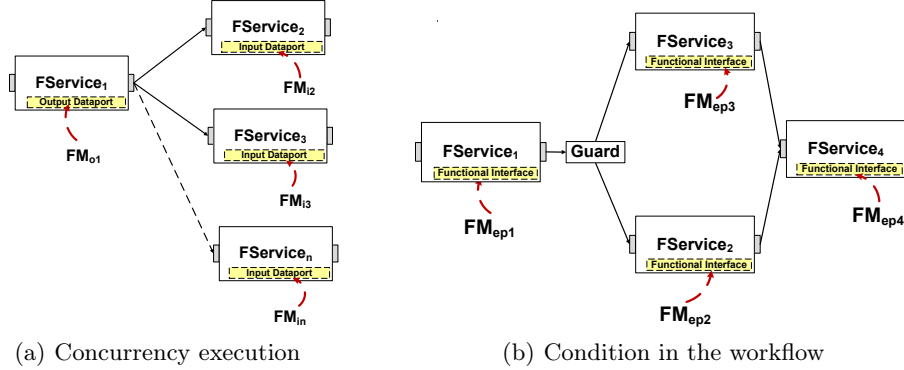 FService1
Output Dataport
FMo1
FService2
Input Dataport
FMi2
FService3
Input Dataport
FMi3
FServicen
Input Dataport
FMin
(a) Concurrency execution
FService1
Functional Interface
FMep1
Guard
FService3
Functional Interface
FMep3
FService2
Functional Interface
FMep2
FService4
Functional Interface
FMep4
(b) Condition in the workflow